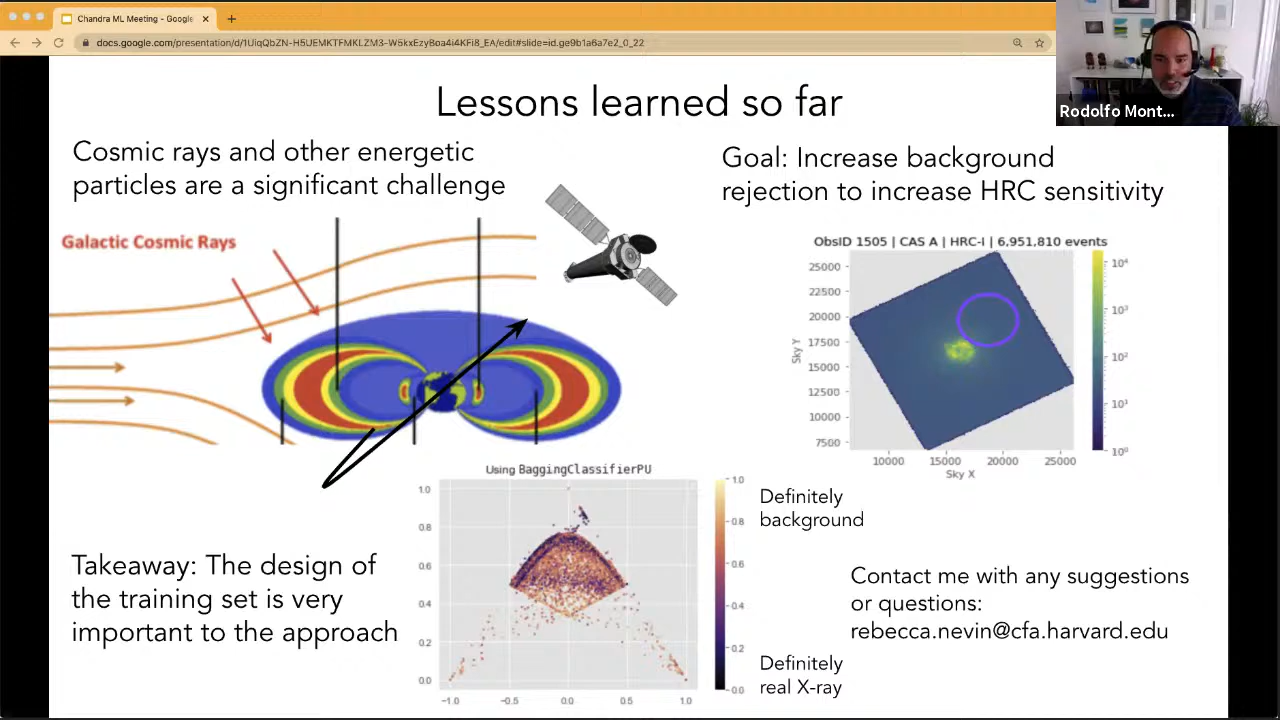 Chandra ML Meeting - Google
docs.google.com/presentation/d/1UiqQbZN-H5UEMKTFMKLZM3-W5kxEzyBoa4i4KFi8_EA/edit#slide=id.ge9b1a6a7e2_0_22
Rodolfo Mont...
Lessons learned so far
Cosmic rays and other energetic
particles are a significant challenge
Galactic Cosmic Rays
Goal: Increase background
rejection to increase HRC sensitivity
ObsID 1505 | CAS A | HRC-I | 6,951,810 events
25000
22500
20000
17500
15000
12500
10000
7500
Sky Y
10000
15000
20000
25000
Sky X
10⁴
10³
10²
10¹
10⁰
Using BaggingClassifierPU
1.0
0.8
0.6
0.4
0.2
0.0
-1.0
-0.5
0.0
0.5
1.0
1.0
0.8
0.6
0.4
0.2
0.0
Definitely
background
Definitely
real X-ray
Takeaway: The design of
the training set is very
important to the approach
Contact me with any suggestions
or questions:
rebecca.nevin@cfa.harvard.edu